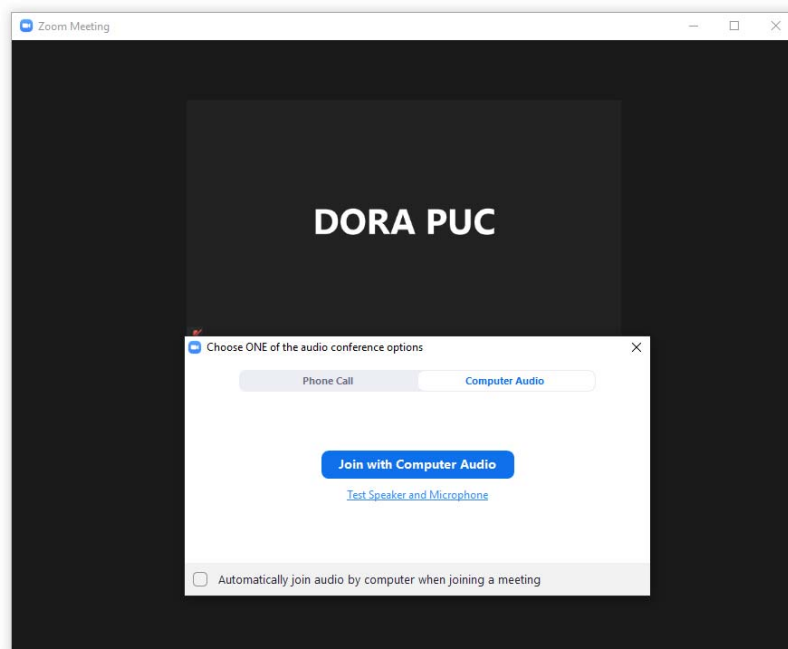 Zoom Meeting
DORA PUC
Choose ONE of the audio conference options
Phone Call
Computer Audio
Join with Computer Audio
Test Speaker and Microphone
Automatically join audio by computer when joining a meeting